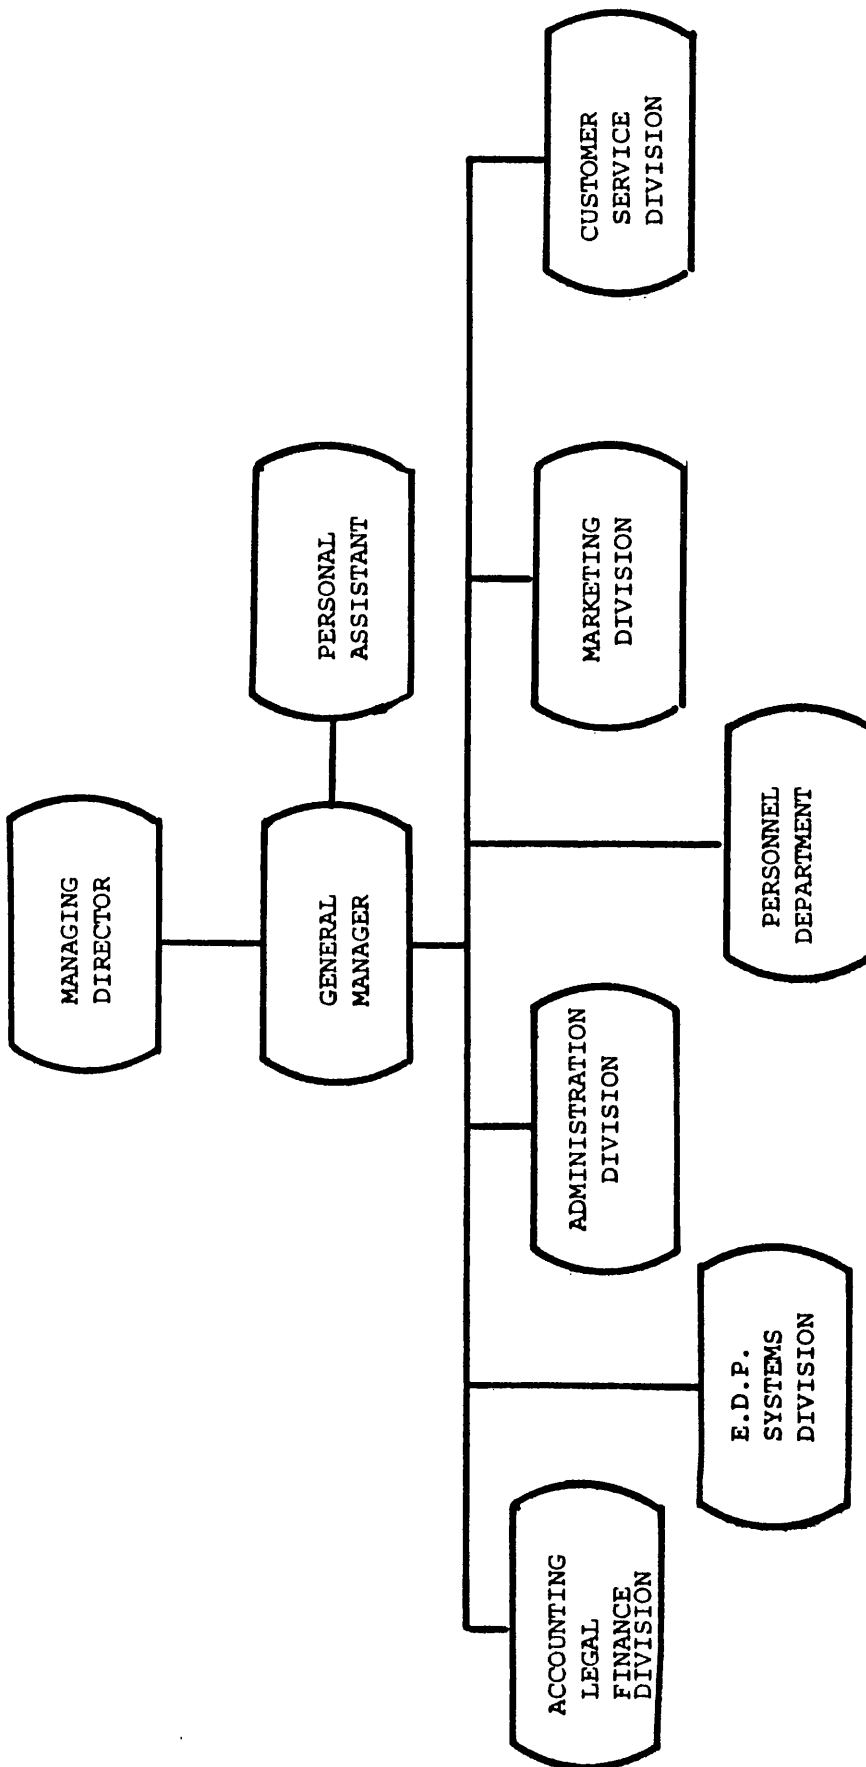 MANAGING
DIRECTOR
GENERAL
MANAGER
PERSONAL
ASSISTANT
ACCOUNTING
LEGAL
FINANCE
DIVISION
E.D.P.
SYSTEMS
DIVISION
ADMINISTRATION
DIVISION
PERSONNEL
DEPARTMENT
MARKETING
DIVISION
CUSTOMER
SERVICE
DIVISION